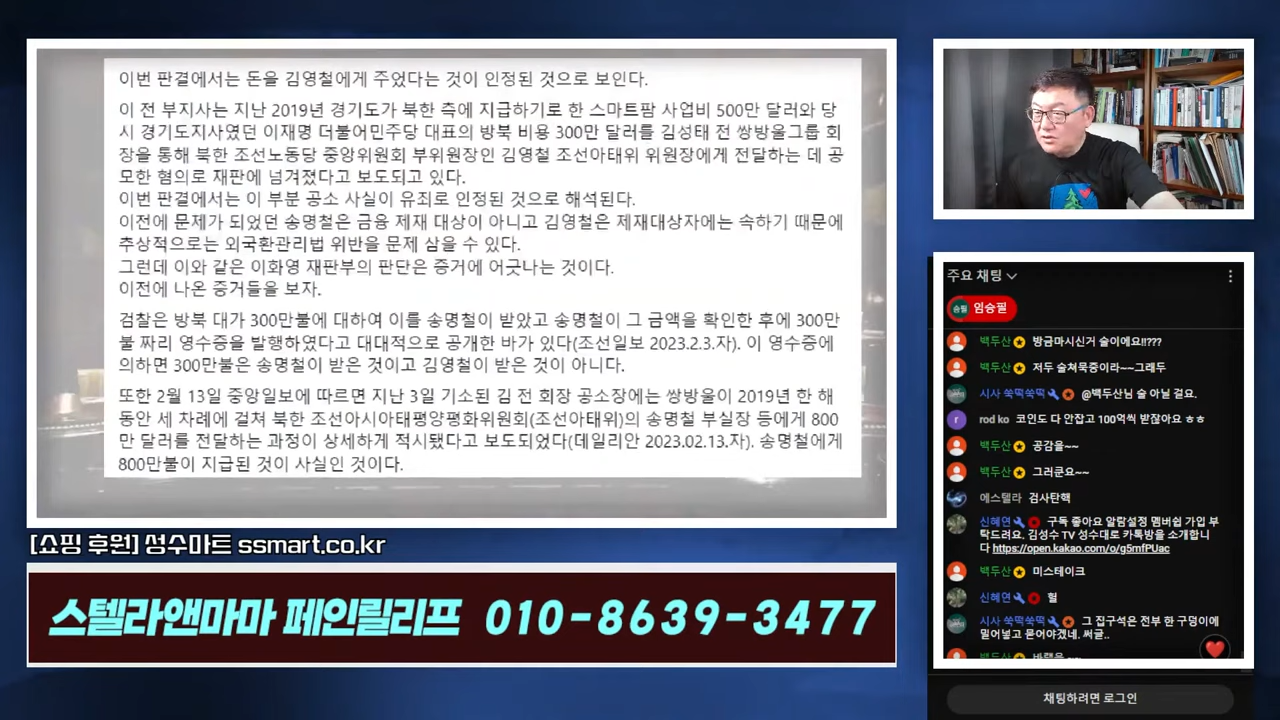 이번 판결에서는 돈을 김영철에게 주었다는 것이 인정된 것으로 보인다.
이 전 부지사는 지난 2019년 경기도가 북한 측에 지급하기로 한 스마트팜 사업비 500만 달러와 당
시 경기도지사였던 이재명 더불어민주당 대표의 방북 비용 300만 달러를 김성태 전 쌍방울그룹 회
장을 통해 북한 조선노동당 중앙위원회 부위원장인 김영철 조선아태위 위원장에게 전달하는 데 공
모한 혐의로 재판에 넘겨졌다고 보도되고 있다.
이번 판결에서는 이 부분 공소 사실이 유죄로 인정된 것으로 해석된다.
이전에 문제가 되었던 송명철은 금융 제재 대상이 아니고 김영철은 제재대상자에는 속하기 때문에
추상적으로는 외국환관리법 위반을 문제 삼을 수 있다.
그런데 이와 같은 이화영 재판부의 판단은 증거에 어긋나는 것이다.
이전에 나온 증거들을 보자.
검찰은 방북 대가 300만불에 대하여 이를 송명철이 받았고 송명철이 그 금액을 확인한 후에 300만
불 짜리 영수증을 발행하였다고 대대적으로 공개한 바가 있다(조선일보 2023.2.3.자). 이 영수증에
의하면 300만불은 송명철이 받은 것이고 김영철이 받은 것이 아니다.
또한 2월 13일 중앙일보에 따르면 지난 3일 기소된 김 전 회장 공소장에는 쌍방울이 2019년 한 해
동안 세 차례에 걸쳐 북한 조선아시아태평양평화위원회(조선아태위)의 송명철 부실장 등에게 800
만 달러를 전달하는 과정이 상세하게 적시됐다고 보도되었다(데일리안 2023.02.13.자). 송명철에게
800만불이 지급된 것이 사실인 것이다.
[쇼핑 후원] 성수마트 ssmart.co.kr
스텔라앤마마 페인릴리프 010-8639-3477
주요 채팅
승필 임승필
백두산 방금마시신거 술이에요!!???
백두산 저두 술쳐묵중이라~~그래두
시사 쑥떡쑥떡 @백두산님 술 아닐 걸요.
r rod ko 코인도 다 안잡고 100억씩 받잖아요 ㅎㅎ
백두산 공감을~~
백두산 그러쿤요~~
에스텔라 검사탄핵
신혜연 구독 좋아요 알람설정 멤버쉽 가입 부
탁드려요. 김성수 TV 성수대로 카톡방을 소개합니
다 https://open.kakao.com/o/g5mfPUac
백두산 미스테이크
신혜연 헐
시사 쑥떡쑥떡 그 집구석은 전부 한 구덩이에
밀어넣고 묻어야겠네. 써글..
채팅하려면 로그인